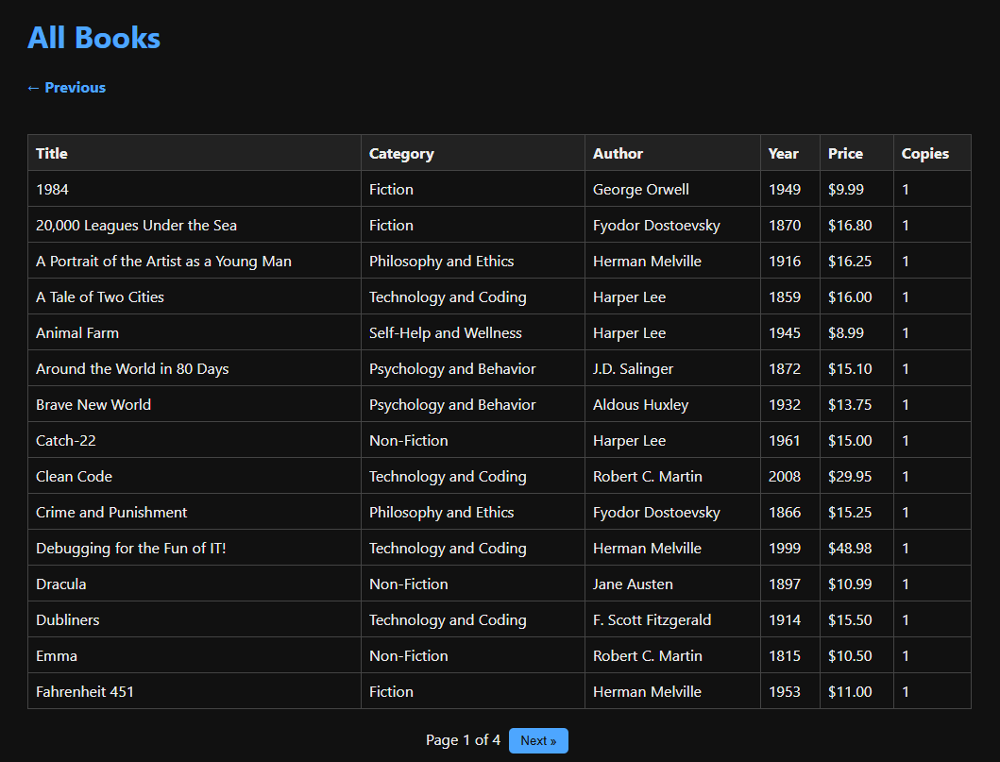 All Books
← Previous
Title Category Author Year Price Copies
1984 Fiction George Orwell 1949 $9.99 1
20,000 Leagues Under the Sea Fiction Fyodor Dostoevsky 1870 $16.80 1
A Portrait of the Artist as a Young Man Philosophy and Ethics Herman Melville 1916 $16.25 1
A Tale of Two Cities Technology and Coding Harper Lee 1859 $16.00 1
Animal Farm Self-Help and Wellness Harper Lee 1945 $8.99 1
Around the World in 80 Days Psychology and Behavior J.D. Salinger 1872 $15.10 1
Brave New World Psychology and Behavior Aldous Huxley 1932 $13.75 1
Catch-22 Non-Fiction Harper Lee 1961 $15.00 1
Clean Code Technology and Coding Robert C. Martin 2008 $29.95 1
Crime and Punishment Philosophy and Ethics Fyodor Dostoevsky 1866 $15.25 1
Debugging for the Fun of IT! Technology and Coding Herman Melville 1999 $48.98 1
Dracula Non-Fiction Jane Austen 1897 $10.99 1
Dubliners Technology and Coding F. Scott Fitzgerald 1914 $15.50 1
Emma Non-Fiction Robert C. Martin 1815 $10.50 1
Fahrenheit 451 Fiction Herman Melville 1953 $11.00 1
Page 1 of 4 Next »